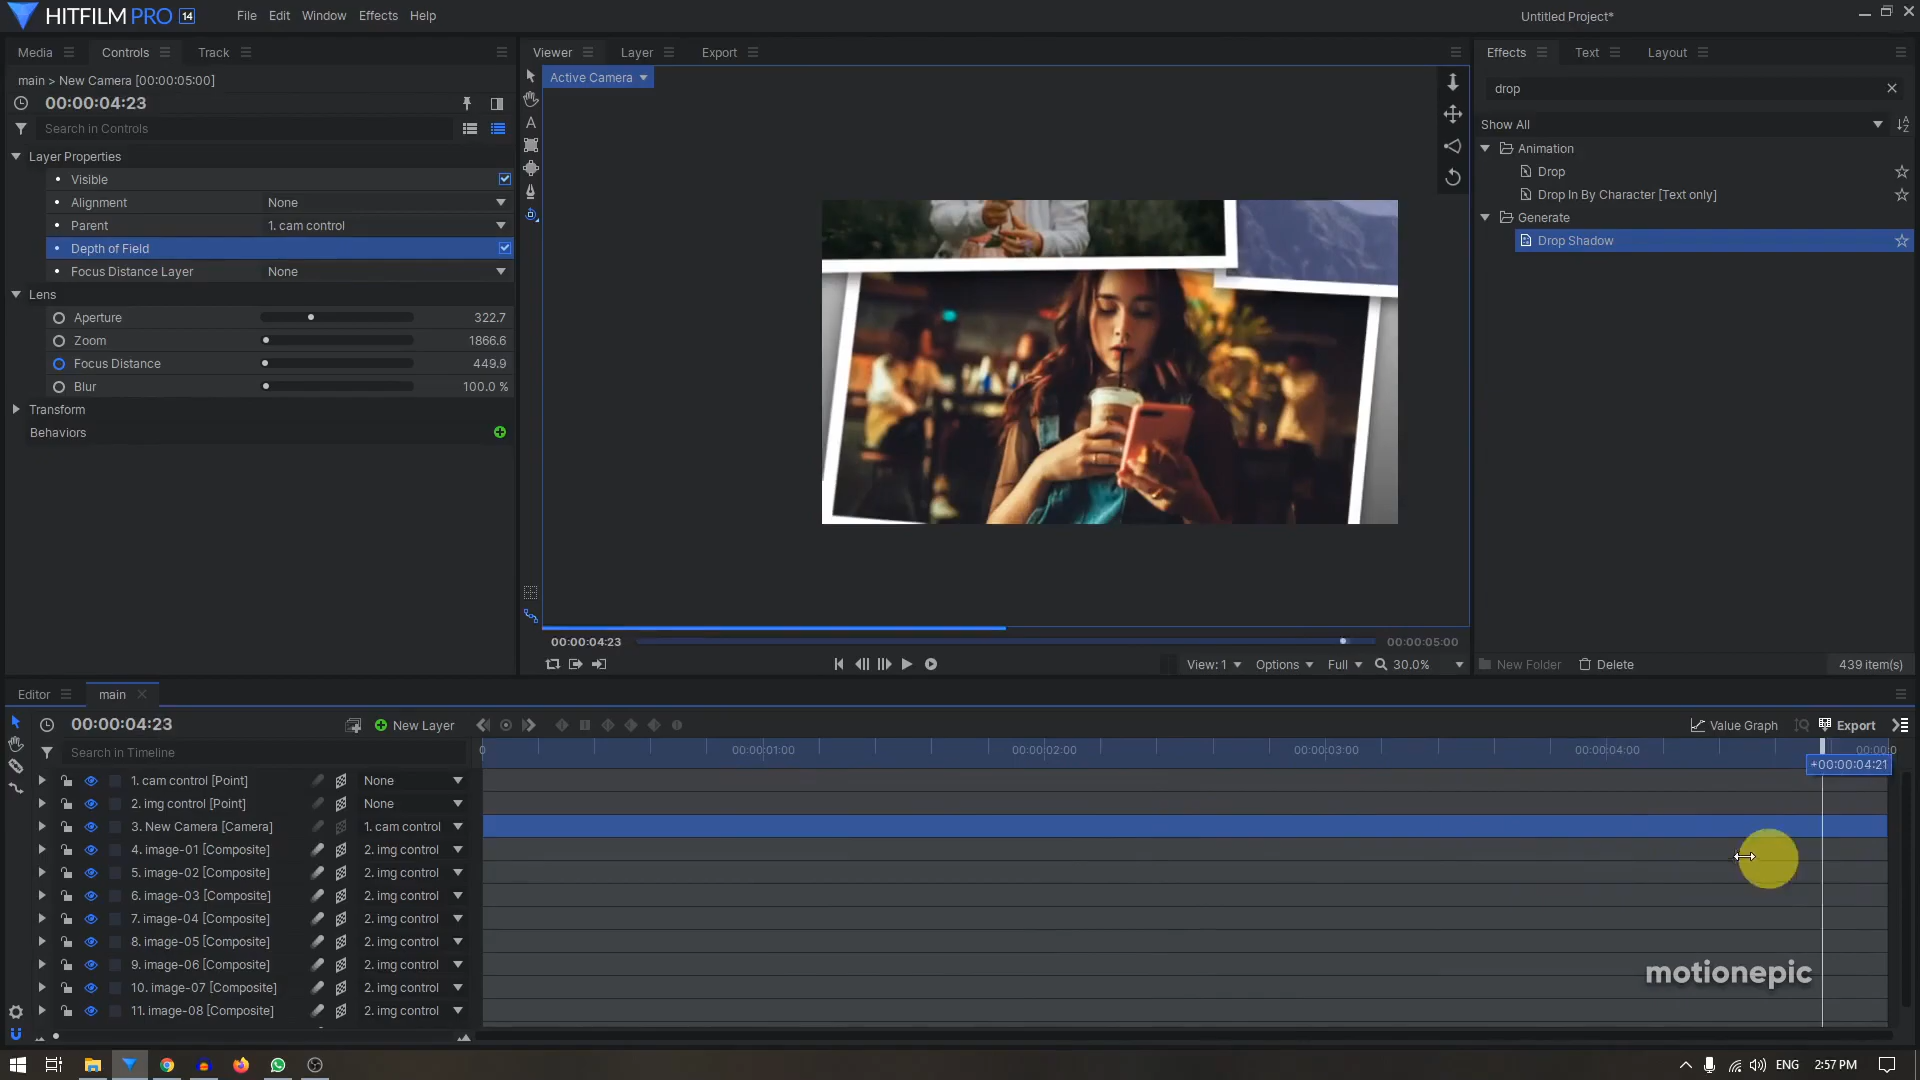 HITFILM PRO 14
File Edit Window Effects Help
Untitled Project*
Media Controls Track
main > New Camera [00:00:05:00]
00:00:04:23
Search in Controls
Layer Properties
Visible
Alignment None
Parent 1. cam control
Depth of Field
Focus Distance Layer None
Lens
Aperture 322.7
Zoom 1866.6
Focus Distance 449.9
Blur 100.0 %
Transform
Behaviors
Viewer Layer Export
Active Camera
00:00:04:23 00:00:05:00
View: 1 Options Full 30.0%
Effects Text Layout
drop
Show All
Animation
Drop
Drop In By Character [Text only]
Generate
Drop Shadow
New Folder Delete 439 item(s)
Editor main
00:00:04:23 New Layer Value Graph Export
Search in Timeline
0 00:00:01:00 00:00:02:00 00:00:03:00 00:00:04:00 00:00:0
+00:00:04:21
1. cam control [Point] None
2. img control [Point] None
3. New Camera [Camera] 1. cam control
4. image-01 [Composite] 2. img control
5. image-02 [Composite] 2. img control
6. image-03 [Composite] 2. img control
7. image-04 [Composite] 2. img control
8. image-05 [Composite] 2. img control
9. image-06 [Composite] 2. img control
10. image-07 [Composite] 2. img control
11. image-08 [Composite] 2. img control
motionepic
ENG 2:57 PM